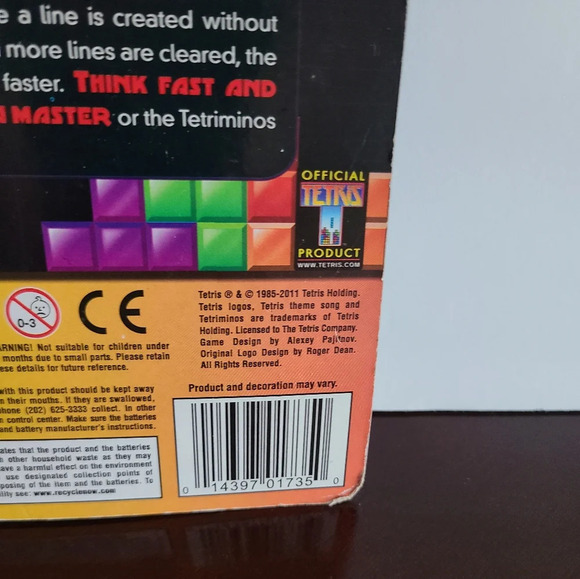 e a line is created without
more lines are cleared, the
faster. THINK FAST AND
MASTER or the Tetriminos
OFFICIAL
TETRIS
PRODUCT
WWW.TETRIS.COM
0-3
CE
Tetris ® & © 1985-2011 Tetris Holding.
Tetris logos, Tetris theme song and
Tetriminos are trademarks of Tetris
Holding. Licensed to The Tetris Company.
Game Design by Alexey Pajitnov.
Original Logo Design by Roger Dean.
All Rights Reserved.
ARNING! Not suitable for children under
months due to small parts. Please retain
ese details for future reference.
Product and decoration may vary.
with this product should be kept away
n their mouths. If they are swallowed,
phone (202) 625-3333 collect. In other
n control center. Make sure the batteries
and battery manufacturer's instructions.
ates that the product and the batteries
h other household waste as they may
ave a harmful effect on the environment
use designated collection points of
posing of the item and the batteries. To
ility see: www.recyclenow.com
0 14397 01735 0